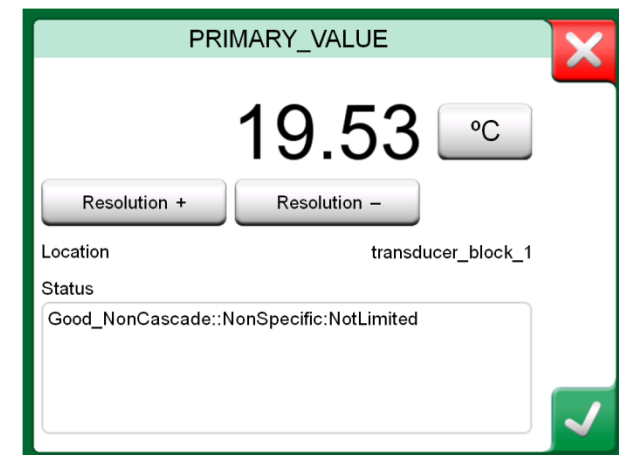 PRIMARY_VALUE
19.53 ºC
Resolution + Resolution –
Location transducer_block_1
Status
Good_NonCascade::NonSpecific:NotLimited